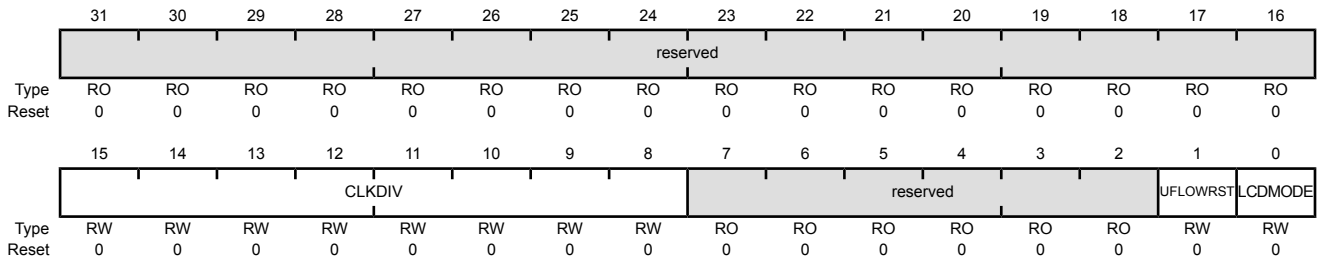 31 30 29 28 27 26 25 24 23 22 21 20 19 18 17 16
reserved
Type RO RO RO RO RO RO RO RO RO RO RO RO RO RO RO RO
Reset 0 0 0 0 0 0 0 0 0 0 0 0 0 0 0 0
15 14 13 12 11 10 9 8 7 6 5 4 3 2 1 0
CLKDIV reserved UFLOWRST LCDMODE
Type RW RW RW RW RW RW RW RW RO RO RO RO RO RO RW RW
Reset 0 0 0 0 0 0 0 0 0 0 0 0 0 0 0 0